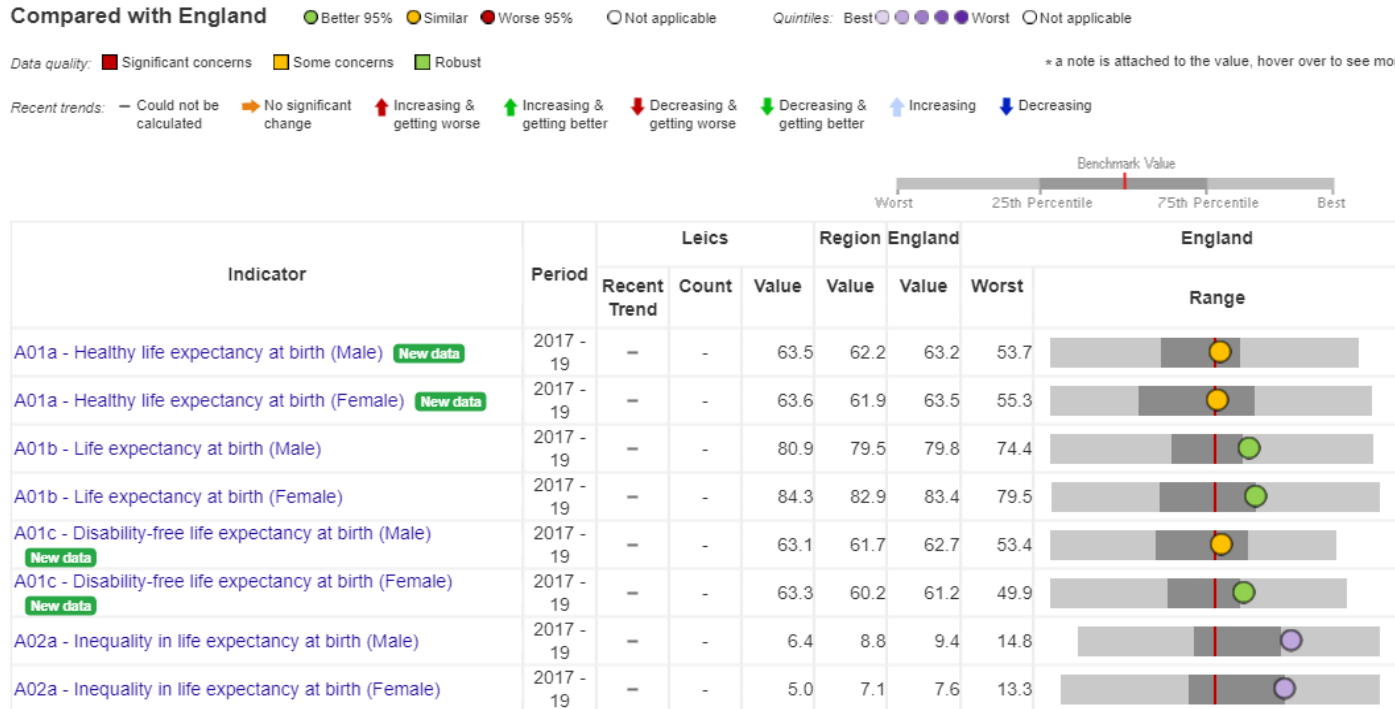 Compared with England Better 95% Similar Worse 95% Not applicable Quintiles: Best Worst Not applicable
Data quality: Significant concerns Some concerns Robust * a note is attached to the value, hover over to see mo
Recent trends: – Could not be calculated No significant change Increasing & getting worse Increasing & getting better Decreasing & getting worse Decreasing & getting better Increasing Decreasing
Benchmark Value
Worst 25th Percentile 75th Percentile Best
Leics Region England England
Indicator Period Recent Trend Count Value Value Value Worst Range
A01a - Healthy life expectancy at birth (Male) New data 2017 - 19 – - 63.5 62.2 63.2 53.7
A01a - Healthy life expectancy at birth (Female) New data 2017 - 19 – - 63.6 61.9 63.5 55.3
A01b - Life expectancy at birth (Male) 2017 - 19 – - 80.9 79.5 79.8 74.4
A01b - Life expectancy at birth (Female) 2017 - 19 – - 84.3 82.9 83.4 79.5
A01c - Disability-free life expectancy at birth (Male) New data 2017 - 19 – - 63.1 61.7 62.7 53.4
A01c - Disability-free life expectancy at birth (Female) New data 2017 - 19 – - 63.3 60.2 61.2 49.9
A02a - Inequality in life expectancy at birth (Male) 2017 - 19 – - 6.4 8.8 9.4 14.8
A02a - Inequality in life expectancy at birth (Female) 2017 - 19 – - 5.0 7.1 7.6 13.3